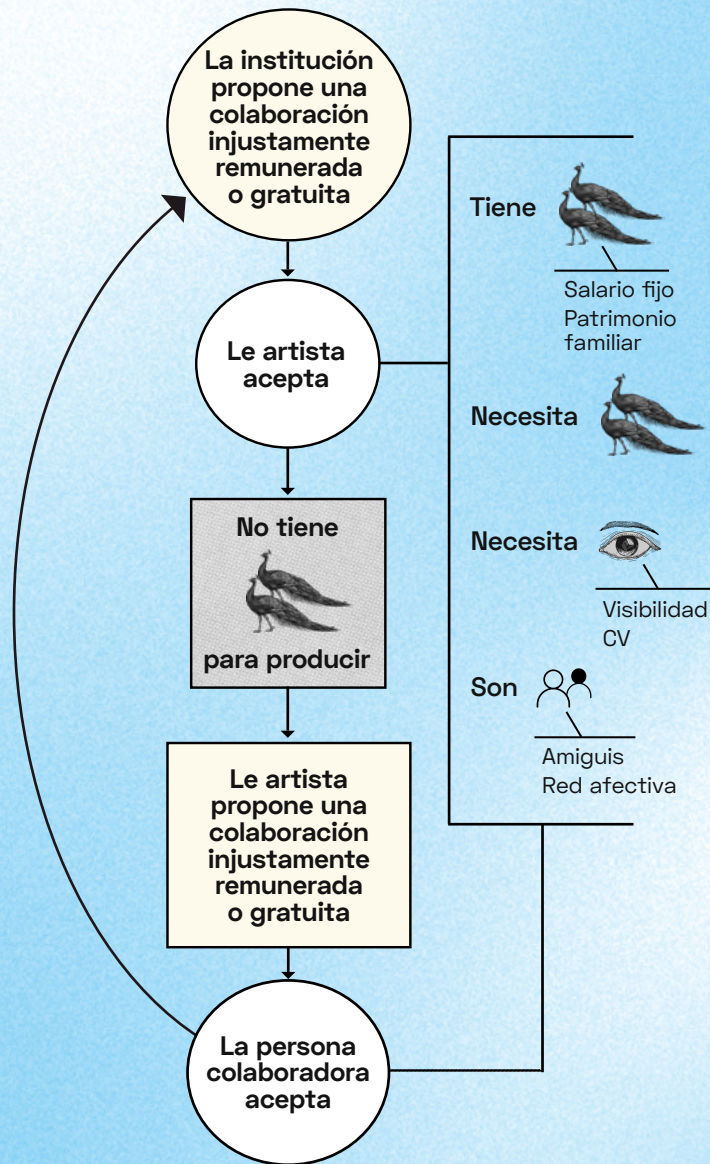 La institución
propone una
colaboración
injustamente
remunerada
o gratuita
Le artista
acepta
No tiene
para producir
Le artista
propone una
colaboración
injustamente
remunerada
o gratuita
La persona
colaboradora
acepta
Tiene
Salario fijo
Patrimonio
familiar
Necesita
Necesita
Visibilidad
CV
Son
Amiguis
Red afectiva